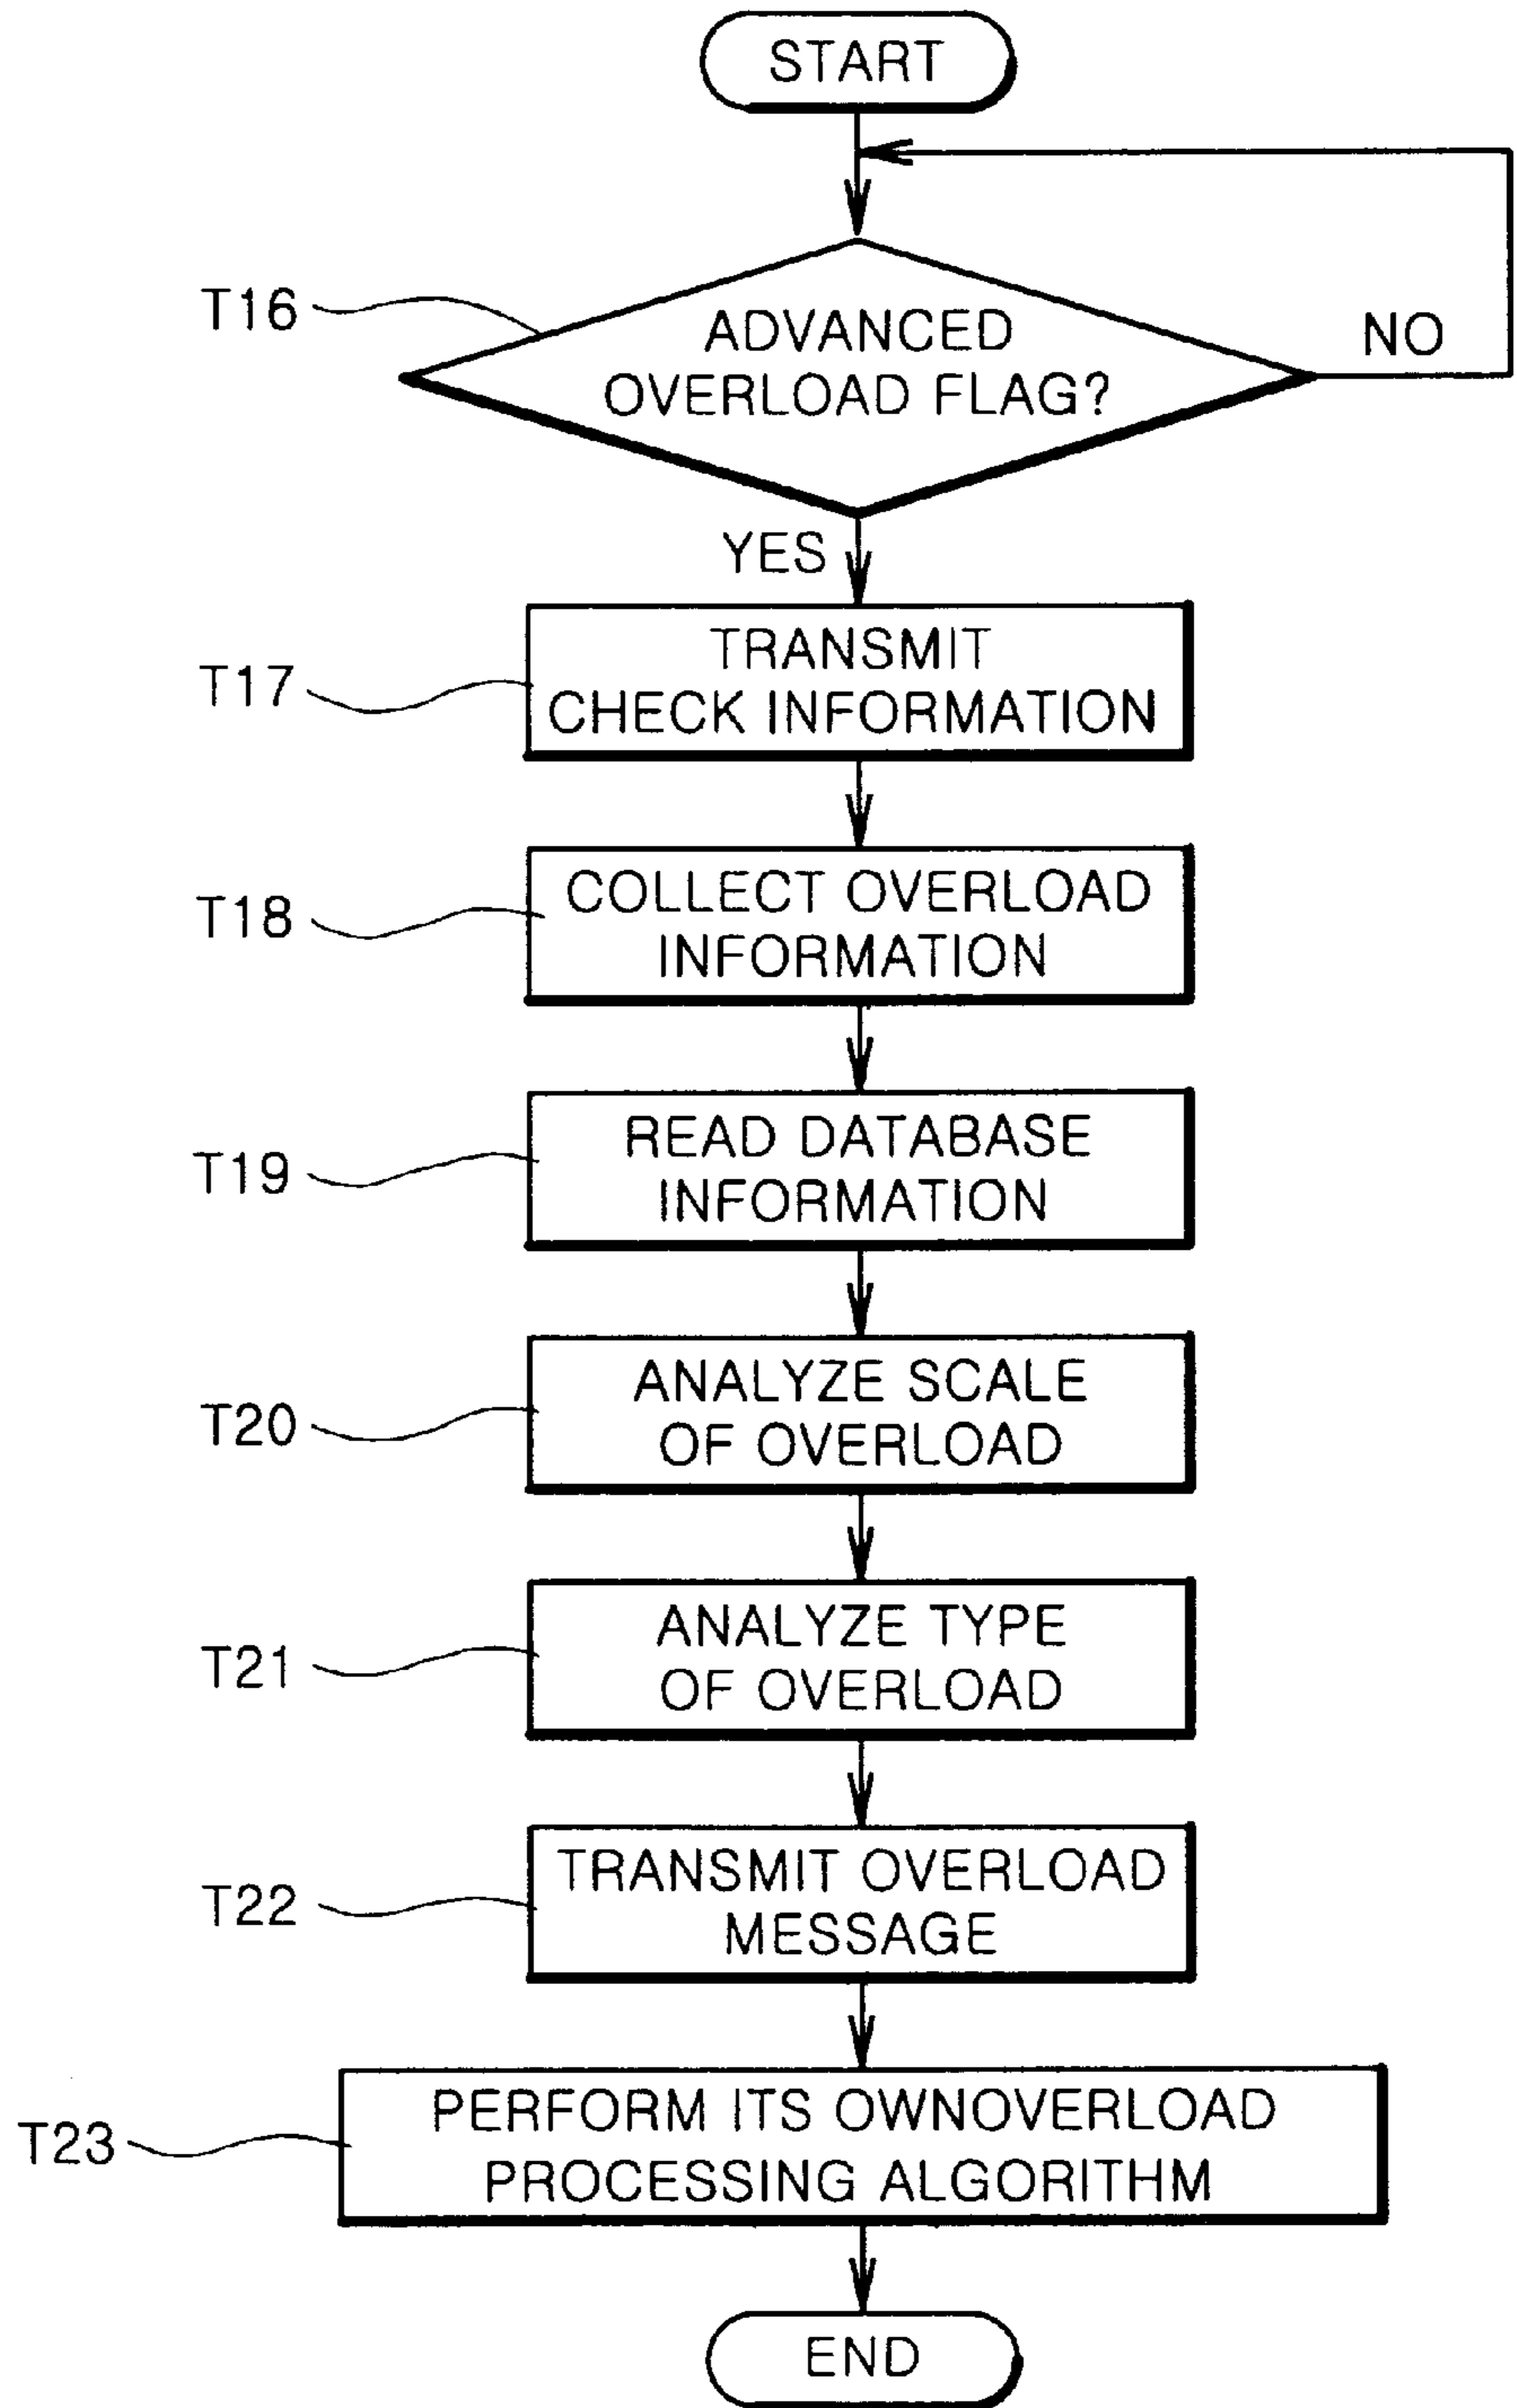 START
T16
ADVANCED
OVERLOAD FLAG?
NO
YES
T17
TRANSMIT
CHECK INFORMATION
T18
COLLECT OVERLOAD
INFORMATION
T19
READ DATABASE
INFORMATION
T20
ANALYZE SCALE
OF OVERLOAD
T21
ANALYZE TYPE
OF OVERLOAD
T22
TRANSMIT OVERLOAD
MESSAGE
T23
PERFORM ITS OWNOVERLOAD
PROCESSING ALGORITHM
END